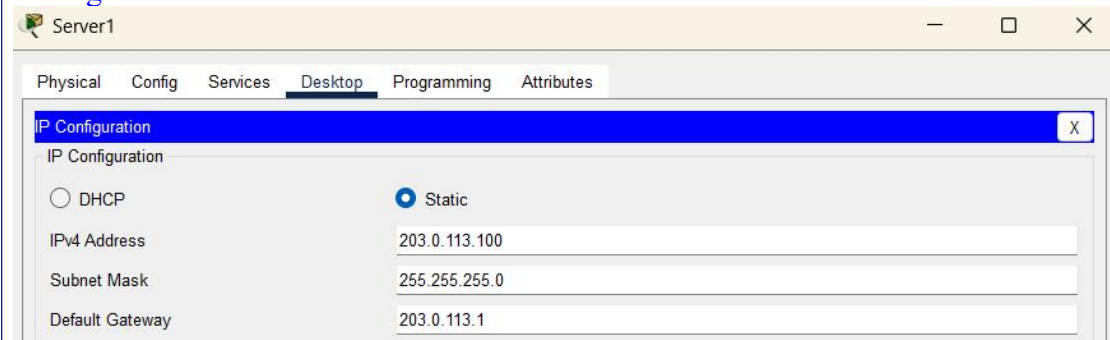 Server1
Physical Config Services Desktop Programming Attributes
IP Configuration X
IP Configuration
DHCP Static
IPv4 Address 203.0.113.100
Subnet Mask 255.255.255.0
Default Gateway 203.0.113.1